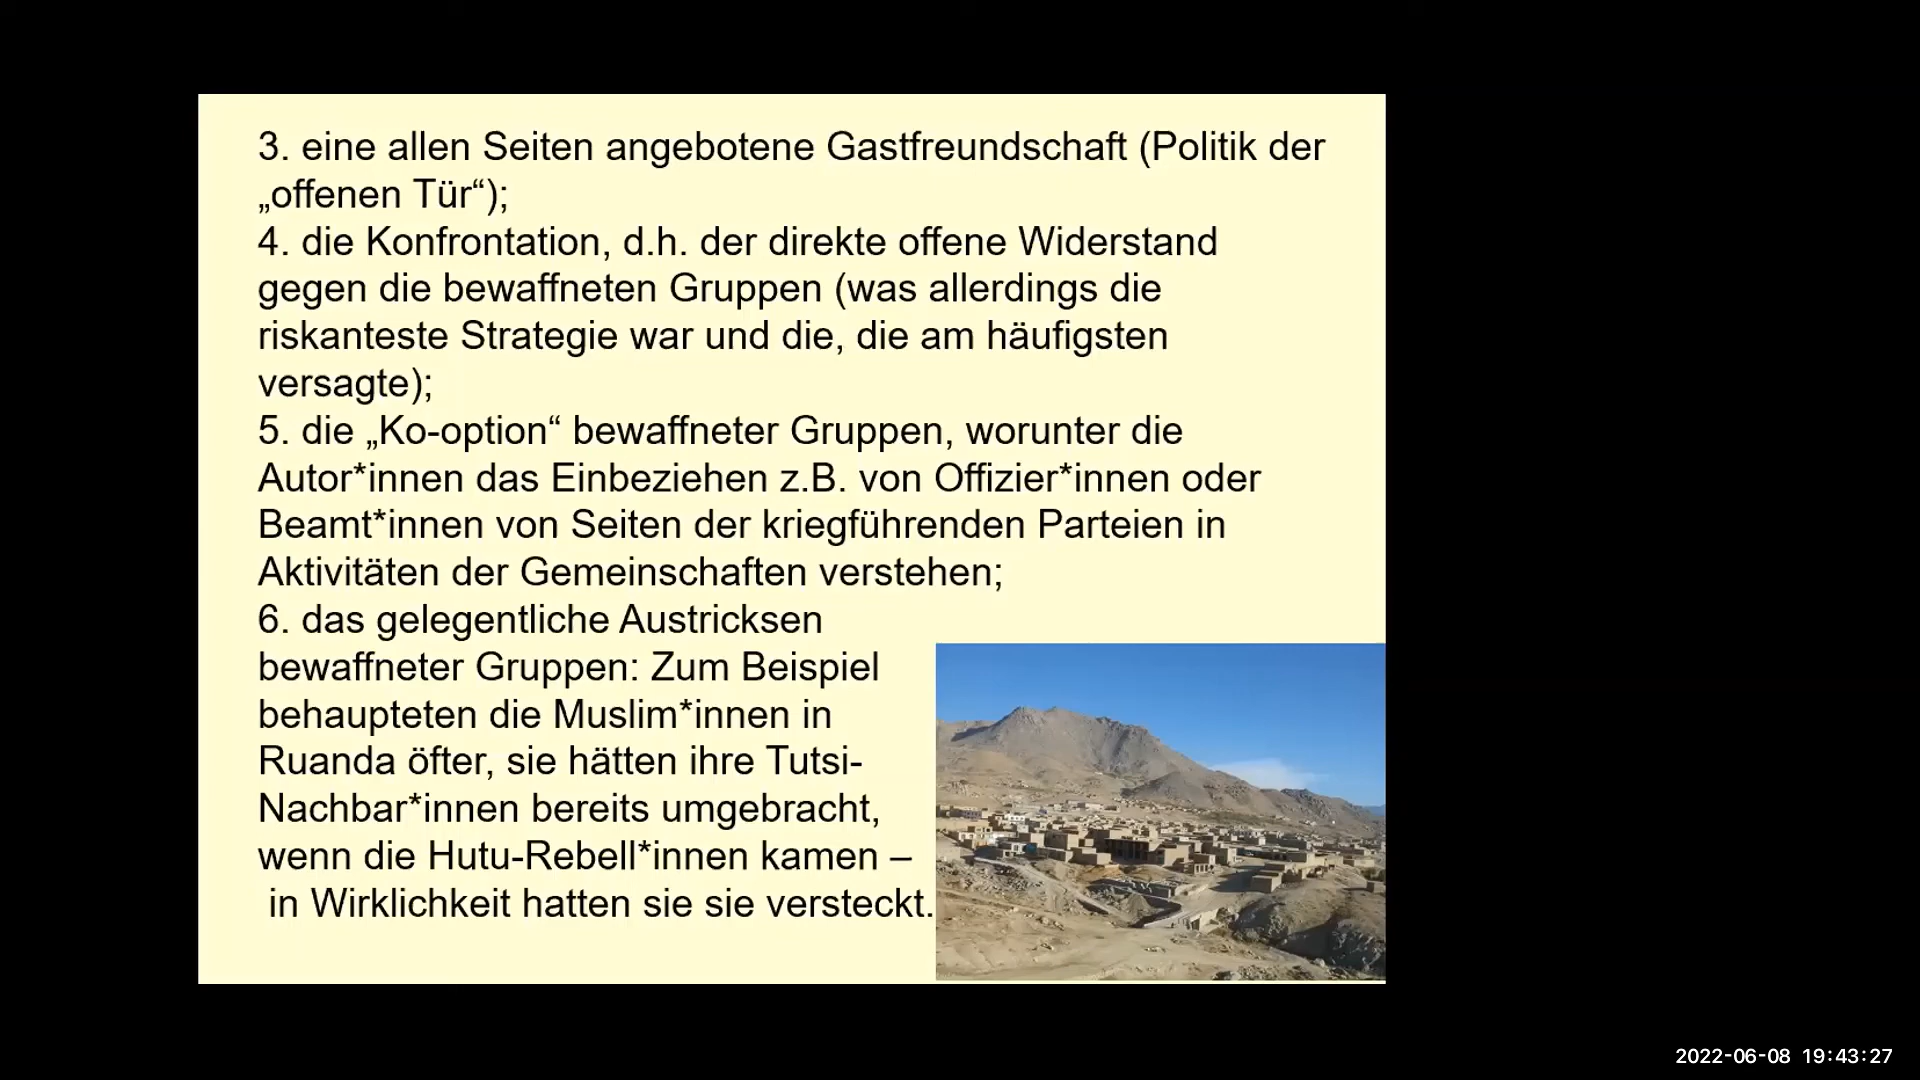 3. eine allen Seiten angebotene Gastfreundschaft (Politik der
„offenen Tür“);
4. die Konfrontation, d.h. der direkte offene Widerstand
gegen die bewaffneten Gruppen (was allerdings die
riskanteste Strategie war und die, die am häufigsten
versagte);
5. die „Ko-option“ bewaffneter Gruppen, worunter die
Autor*innen das Einbeziehen z.B. von Offizier*innen oder
Beamt*innen von Seiten der kriegführenden Parteien in
Aktivitäten der Gemeinschaften verstehen;
6. das gelegentliche Austricksen
bewaffneter Gruppen: Zum Beispiel
behaupteten die Muslim*innen in
Ruanda öfter, sie hätten ihre Tutsi-
Nachbar*innen bereits umgebracht,
wenn die Hutu-Rebell*innen kamen –
in Wirklichkeit hatten sie sie versteckt.
2022-06-08 19:43:27